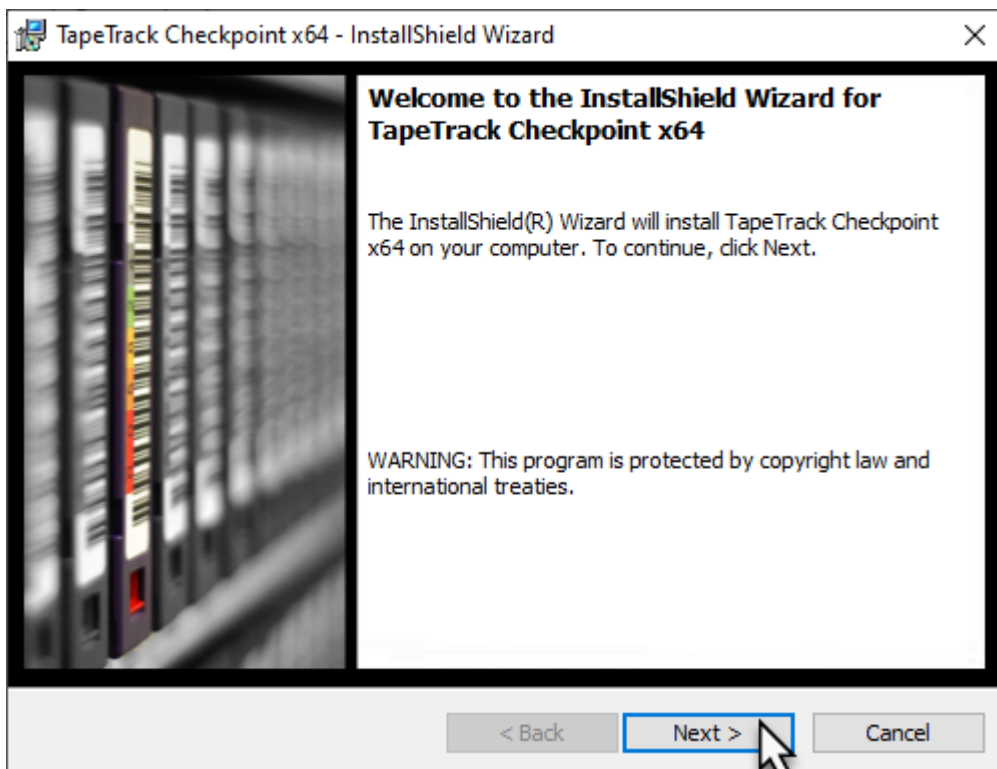 TapeTrack Checkpoint x64 - InstallShield Wizard
Welcome to the InstallShield Wizard for
TapeTrack Checkpoint x64
The InstallShield(R) Wizard will install TapeTrack Checkpoint
x64 on your computer. To continue, click Next.
WARNING: This program is protected by copyright law and
international treaties.
< Back
Next >
Cancel